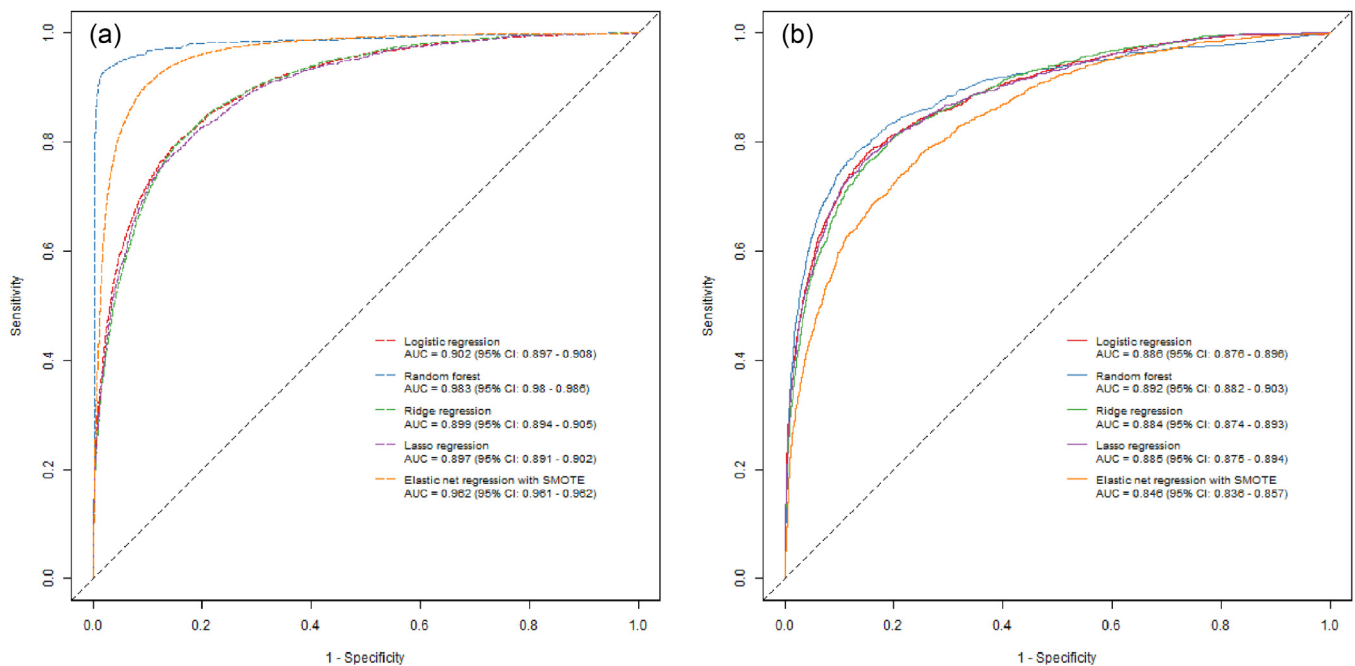 (a)
1.0
0.8
0.6
0.4
0.2
0.0
Sensitivity
Logistic regression
AUC = 0.902 (95% CI: 0.897 - 0.908)
Random forest
AUC = 0.983 (95% CI: 0.98 - 0.986)
Ridge regression
AUC = 0.899 (95% CI: 0.894 - 0.905)
Lasso regression
AUC = 0.897 (95% CI: 0.891 - 0.902)
Elastic net regression with SMOTE
AUC = 0.962 (95% CI: 0.961 - 0.962)
0.0 0.2 0.4 0.6 0.8 1.0
1 - Specificity
(b)
1.0
0.8
0.6
0.4
0.2
0.0
Sensitivity
Logistic regression
AUC = 0.886 (95% CI: 0.876 - 0.896)
Random forest
AUC = 0.892 (95% CI: 0.882 - 0.903)
Ridge regression
AUC = 0.884 (95% CI: 0.874 - 0.893)
Lasso regression
AUC = 0.885 (95% CI: 0.875 - 0.894)
Elastic net regression with SMOTE
AUC = 0.846 (95% CI: 0.836 - 0.857)
0.0 0.2 0.4 0.6 0.8 1.0
1 - Specificity